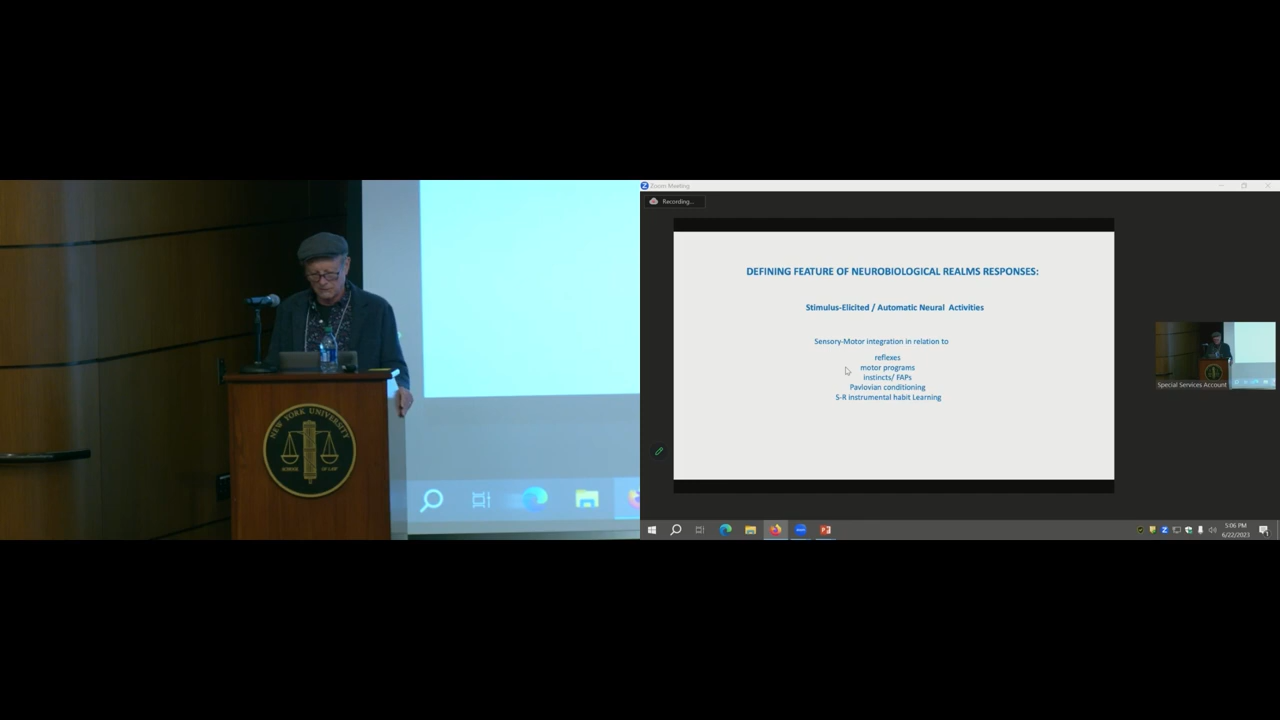 NEW YORK UNIVERSITY
SCHOOL OF LAW
Zoom Meeting
Recording...
DEFINING FEATURE OF NEUROBIOLOGICAL REALMS RESPONSES:
Stimulus-Elicited / Automatic Neural Activities
Sensory-Motor integration in relation to
reflexes
motor programs
instincts/ FAPs
Pavlovian conditioning
S-R instrumental habit Learning
Special Services Account
5:06 PM
6/22/2023